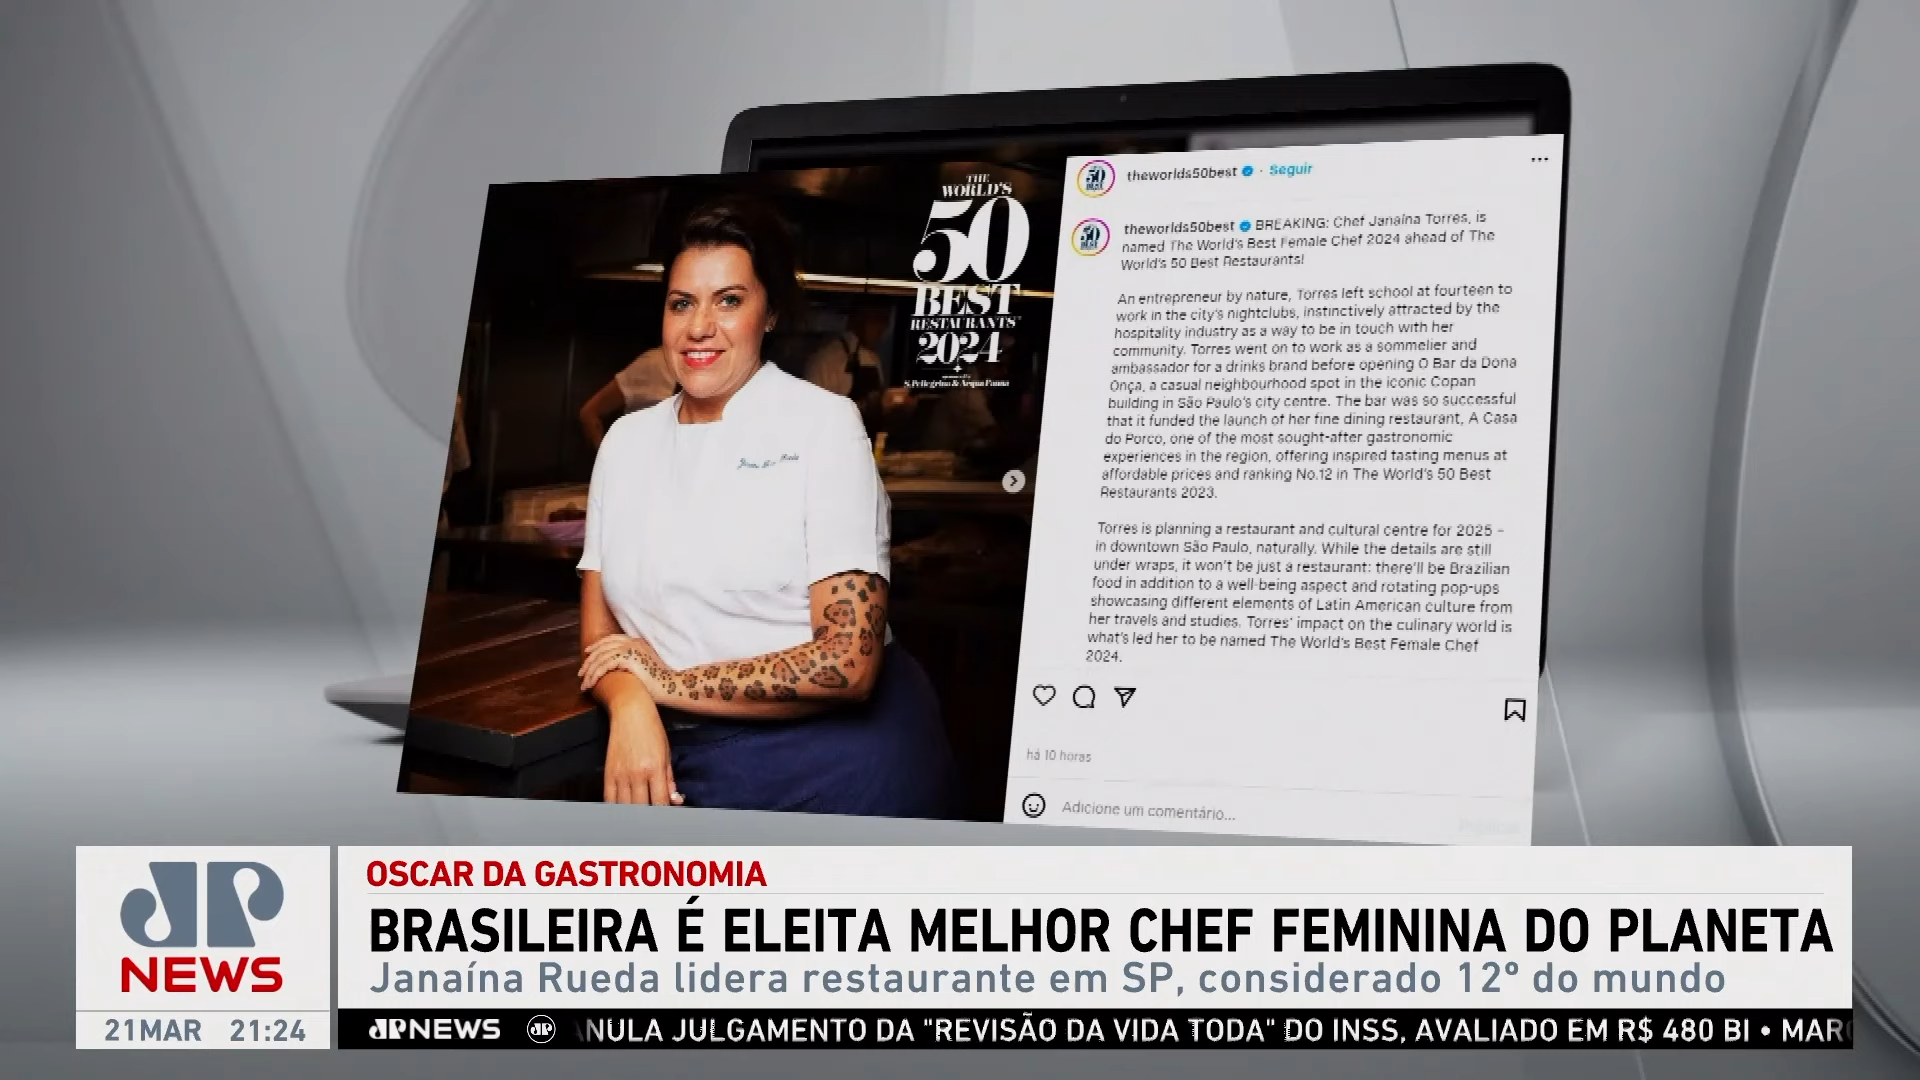 THE
WORLD'S
50
BEST
RESTAURANTS
2024
S.Pellegrino & Acqua Panna
theworlds50best · Seguir
theworlds50best BREAKING: Chef Janaína Torres, is
named The World's Best Female Chef 2024 ahead of The
World's 50 Best Restaurants!
An entrepreneur by nature, Torres left school at fourteen to
work in the city's nightclubs, instinctively attracted by the
hospitality industry as a way to be in touch with her
community. Torres went on to work as a sommelier and
ambassador for a drinks brand before opening O Bar da Dona
Onça, a casual neighbourhood spot in the iconic Copan
building in São Paulo's city centre. The bar was so successful
that it funded the launch of her fine dining restaurant, A Casa
do Porco, one of the most sought-after gastronomic
experiences in the region, offering inspired tasting menus at
affordable prices and ranking No.12 in The World's 50 Best
Restaurants 2023.
Torres is planning a restaurant and cultural centre for 2025 –
in downtown São Paulo, naturally. While the details are still
under wraps, it won't be just a restaurant: there'll be Brazilian
food in addition to a well-being aspect and rotating pop-ups
showcasing different elements of Latin American culture from
her travels and studies. Torres' impact on the culinary world is
what's led her to be named The World's Best Female Chef
2024.
há 10 horas
Adicione um comentário...
JP
NEWS
21MAR 21:24
OSCAR DA GASTRONOMIA
BRASILEIRA É ELEITA MELHOR CHEF FEMININA DO PLANETA
Janaína Rueda lidera restaurante em SP, considerado 12º do mundo
JPNEWS JP ANULA JULGAMENTO DA "REVISÃO DA VIDA TODA" DO INSS, AVALIADO EM R$ 480 BI • MARC